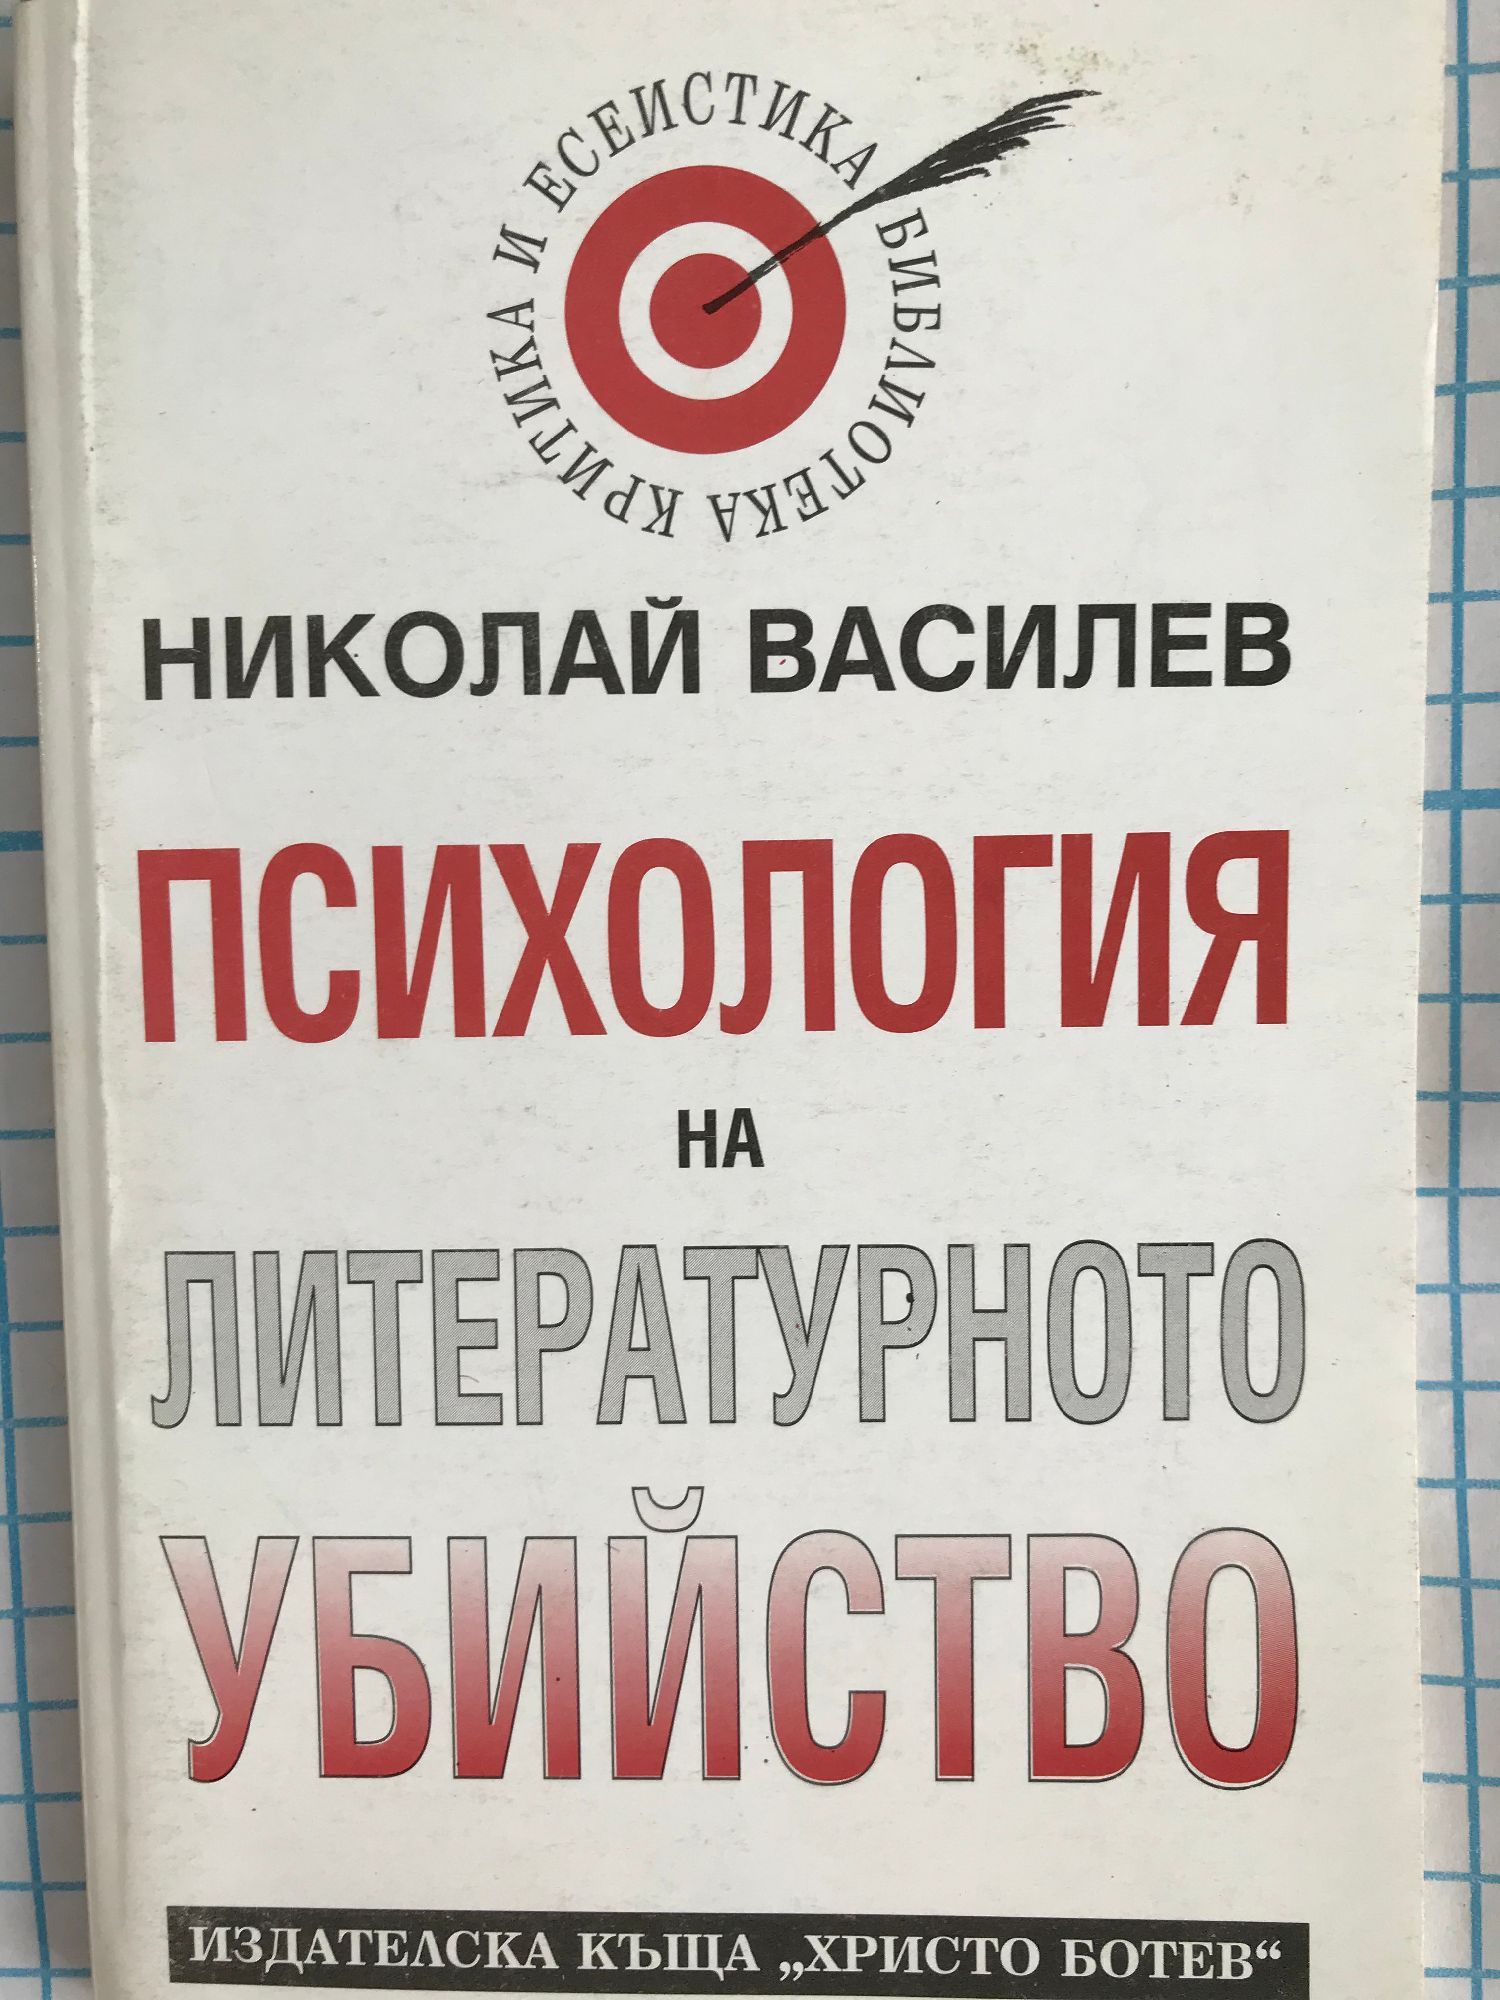 БИБЛИОТЕКА КРИТИКА И ЕСЕИСТИКА
НИКОЛАЙ ВАСИЛЕВ
ПСИХОЛОГИЯ
НА
ЛИТЕРАТУРНОТО
УБИЙСТВО
ИЗДАТЕЛСКА КЪЩА „ХРИСТО БОТЕВ“